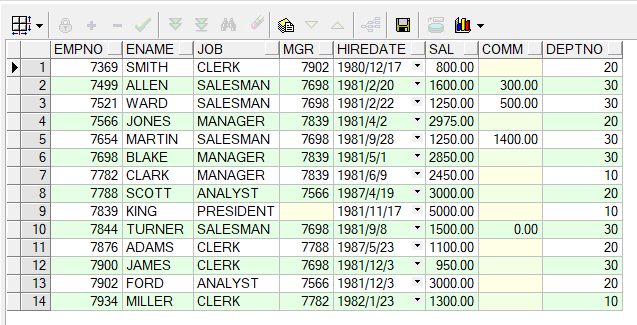 EMPNO ENAME JOB MGR HIREDATE SAL COMM DEPTNO
1 7369 SMITH CLERK 7902 1980/12/17 800.00 20
2 7499 ALLEN SALESMAN 7698 1981/2/20 1600.00 300.00 30
3 7521 WARD SALESMAN 7698 1981/2/22 1250.00 500.00 30
4 7566 JONES MANAGER 7839 1981/4/2 2975.00 20
5 7654 MARTIN SALESMAN 7698 1981/9/28 1250.00 1400.00 30
6 7698 BLAKE MANAGER 7839 1981/5/1 2850.00 30
7 7782 CLARK MANAGER 7839 1981/6/9 2450.00 10
8 7788 SCOTT ANALYST 7566 1987/4/19 3000.00 20
9 7839 KING PRESIDENT 1981/11/17 5000.00 10
10 7844 TURNER SALESMAN 7698 1981/9/8 1500.00 0.00 30
11 7876 ADAMS CLERK 7788 1987/5/23 1100.00 20
12 7900 JAMES CLERK 7698 1981/12/3 950.00 30
13 7902 FORD ANALYST 7566 1981/12/3 3000.00 20
14 7934 MILLER CLERK 7782 1982/1/23 1300.00 10